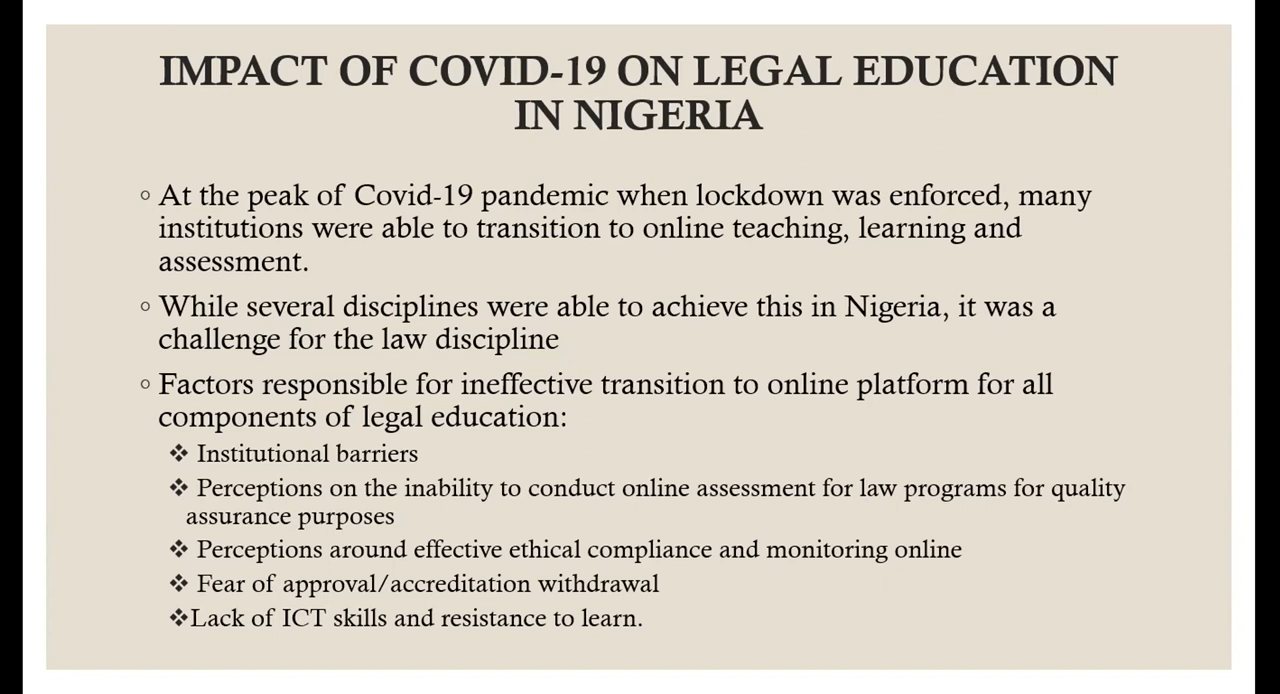 IMPACT OF COVID-19 ON LEGAL EDUCATION
IN NIGERIA
◦ At the peak of Covid-19 pandemic when lockdown was enforced, many
institutions were able to transition to online teaching, learning and
assessment.
◦ While several disciplines were able to achieve this in Nigeria, it was a
challenge for the law discipline
◦ Factors responsible for ineffective transition to online platform for all
components of legal education:
❖ Institutional barriers
❖ Perceptions on the inability to conduct online assessment for law programs for quality
assurance purposes
❖ Perceptions around effective ethical compliance and monitoring online
❖ Fear of approval/accreditation withdrawal
❖Lack of ICT skills and resistance to learn.